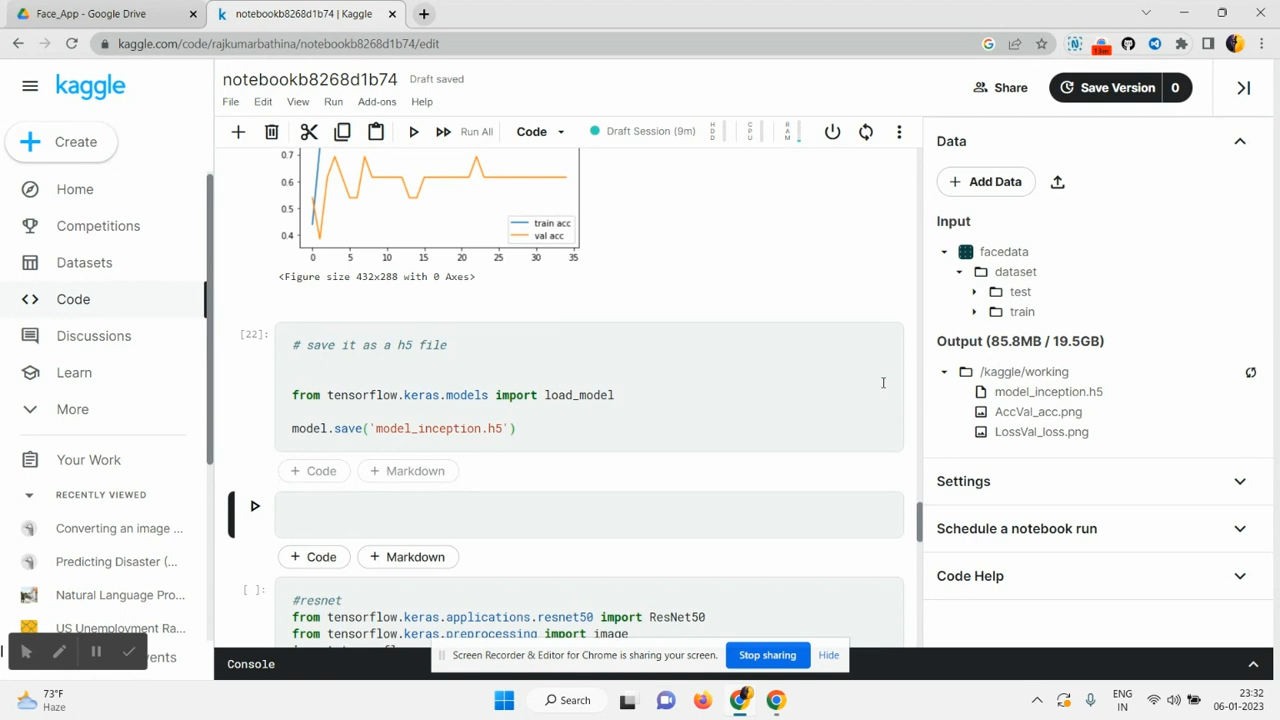 Face_App - Google Drive
notebookb8268d1b74 | Kaggle
kaggle.com/code/rajkumarbathina/notebookb8268d1b74/edit
13m
kaggle
notebookb8268d1b74
Draft saved
File Edit View Run Add-ons Help
Share
Save Version 0
Run All
Code
Draft Session (9m)
HDD
CPU
RAM
Create
Home
Competitions
Datasets
Code
Discussions
Learn
More
Your Work
RECENTLY VIEWED
Converting an image ...
Predicting Disaster (...
Natural Language Pro...
US Unemployment Ra...
0.7
0.6
0.5
0.4
0 5 10 15 20 25 30 35
train acc
val acc
<Figure size 432x288 with 0 Axes>
[22]:
# save it as a h5 file
from tensorflow.keras.models import load_model
model.save('model_inception.h5')
+ Code + Markdown
+ Code + Markdown
[ ]:
#resnet
from tensorflow.keras.applications.resnet50 import ResNet50
from tensorflow.keras.preprocessing import image
Console
Screen Recorder & Editor for Chrome is sharing your screen.
Stop sharing
Hide
Data
Add Data
Input
facedata
dataset
test
train
Output (85.8MB / 19.5GB)
/kaggle/working
model_inception.h5
AccVal_acc.png
LossVal_loss.png
Settings
Schedule a notebook run
Code Help
73°F
Haze
Search
ENG
IN
23:32
06-01-2023